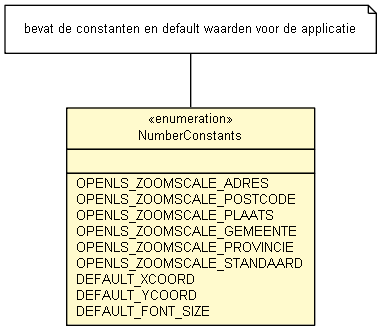 bevat de constanten en default waarden voor de applicatie
«enumeration»
NumberConstants
OPENLS_ZOOMSCALE_ADRES
OPENLS_ZOOMSCALE_POSTCODE
OPENLS_ZOOMSCALE_PLAATS
OPENLS_ZOOMSCALE_GEMEENTE
OPENLS_ZOOMSCALE_PROVINCIE
OPENLS_ZOOMSCALE_STANDAARD
DEFAULT_XCOORD
DEFAULT_YCOORD
DEFAULT_FONT_SIZE